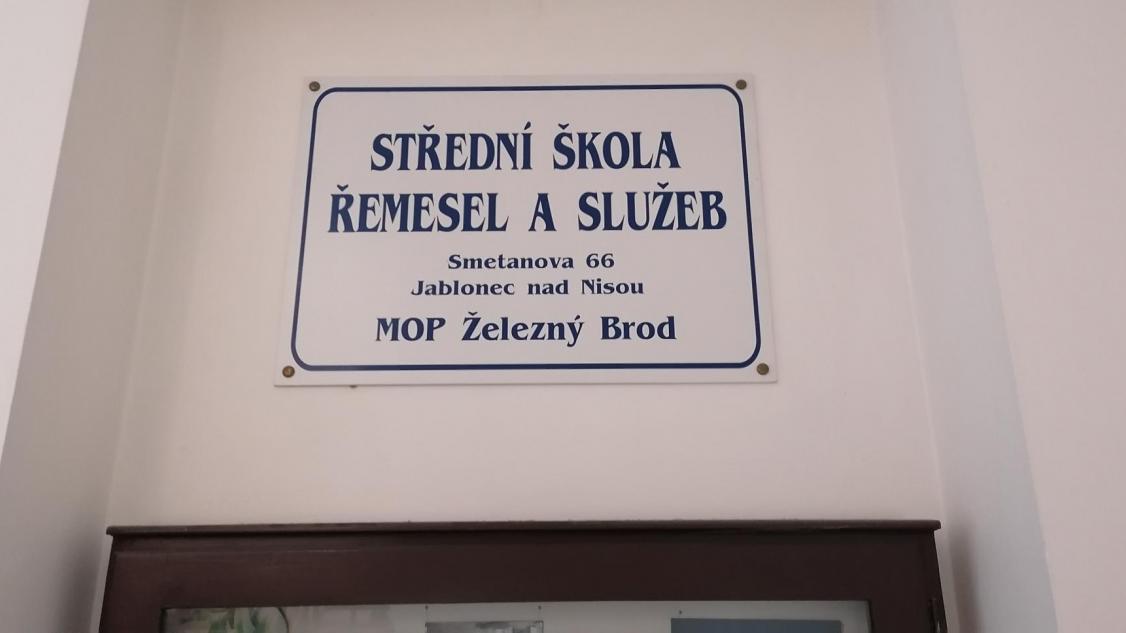 STŘEDNÍ ŠKOLA
ŘEMESEL A SLUŽEB
Smetanova 66
Jablonec nad Nisou
MOP Železný Brod